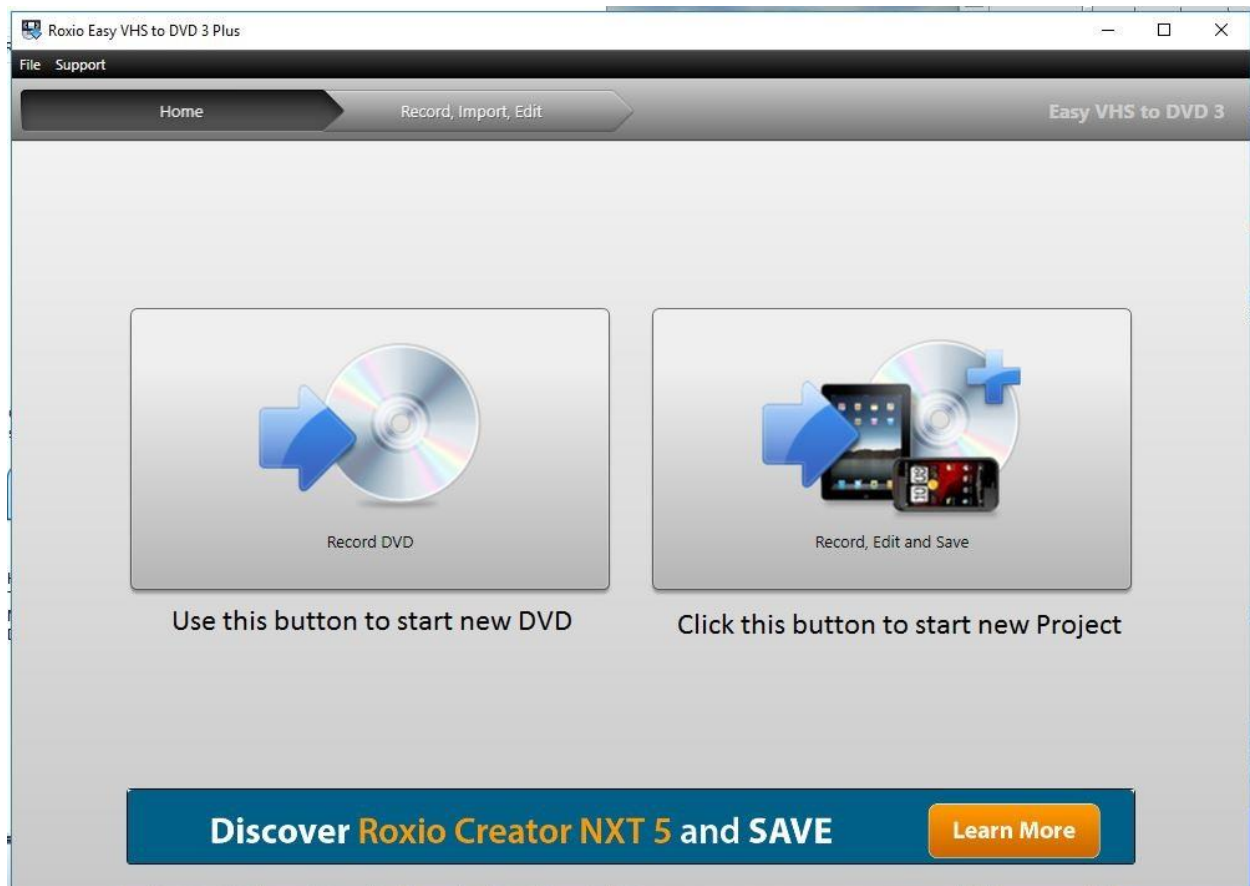 Roxio Easy VHS to DVD 3 Plus
File Support
Home Record, Import, Edit Easy VHS to DVD 3
Record DVD Record, Edit and Save
Use this button to start new DVD Click this button to start new Project
Discover Roxio Creator NXT 5 and SAVE Learn More